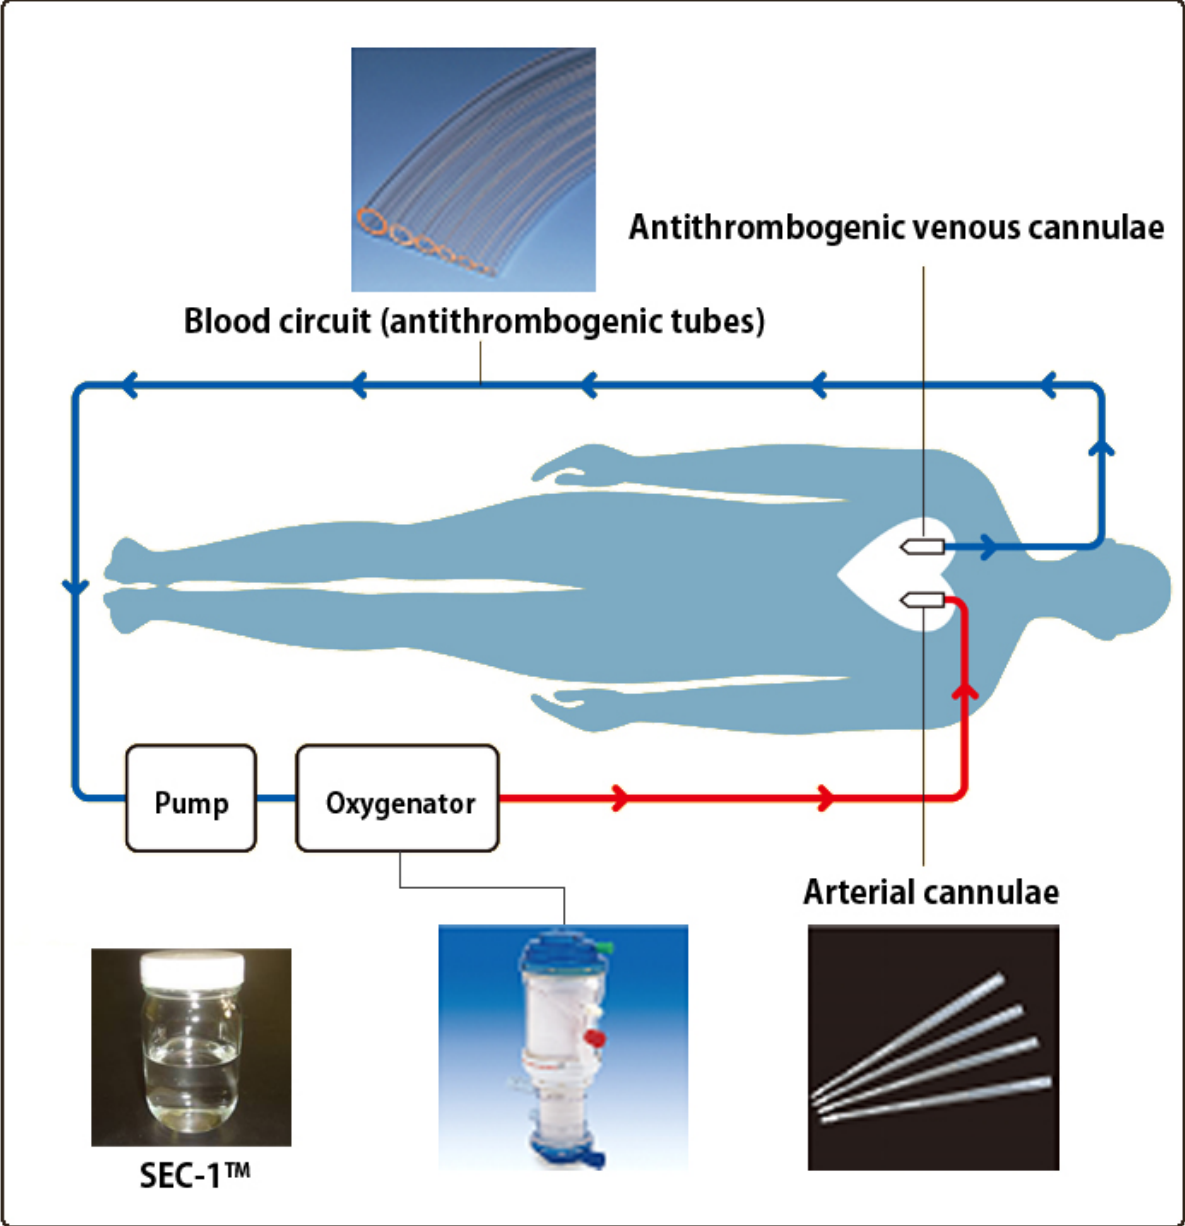 Antithrombogenic venous cannulae
Blood circuit (antithrombogenic tubes)
Pump
Oxygenator
Arterial cannulae
SEC-1™